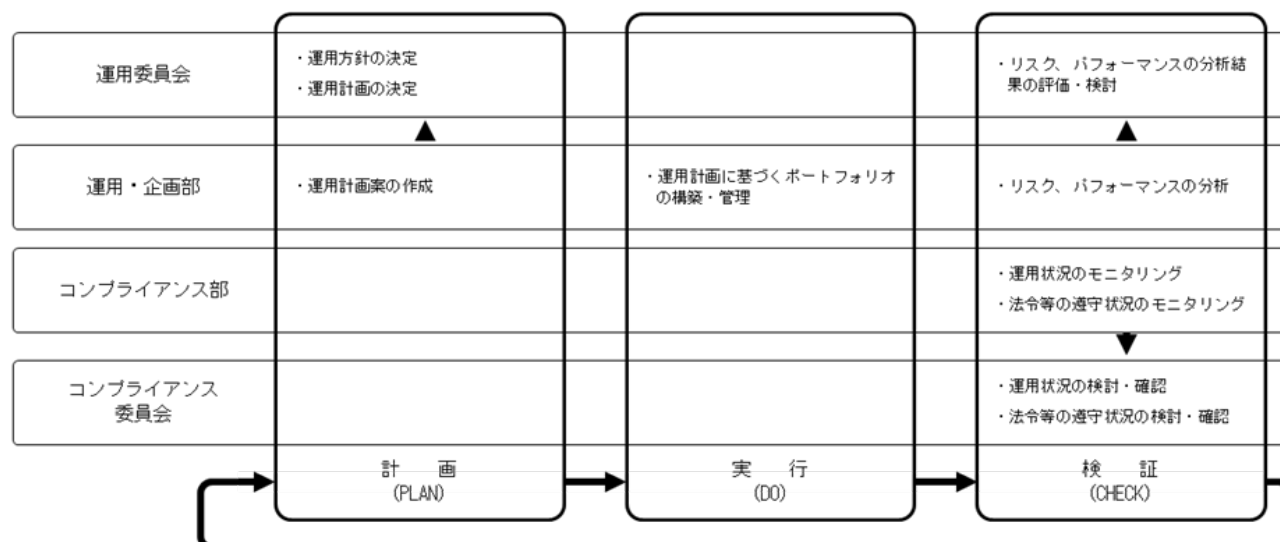 運用委員会
・運用方針の決定
・運用計画の決定
・リスク、パフォーマンスの分析結
果の評価・検討
運用・企画部
・運用計画案の作成
・運用計画に基づくポートフォリオ
の構築・管理
・リスク、パフォーマンスの分析
コンプライアンス部
・運用状況のモニタリング
・法令等の遵守状況のモニタリング
コンプライアンス
委員会
・運用状況の検討・確認
・法令等の遵守状況の検討・確認
計　画
(PLAN)
実　行
(DO)
検　証
(CHECK)